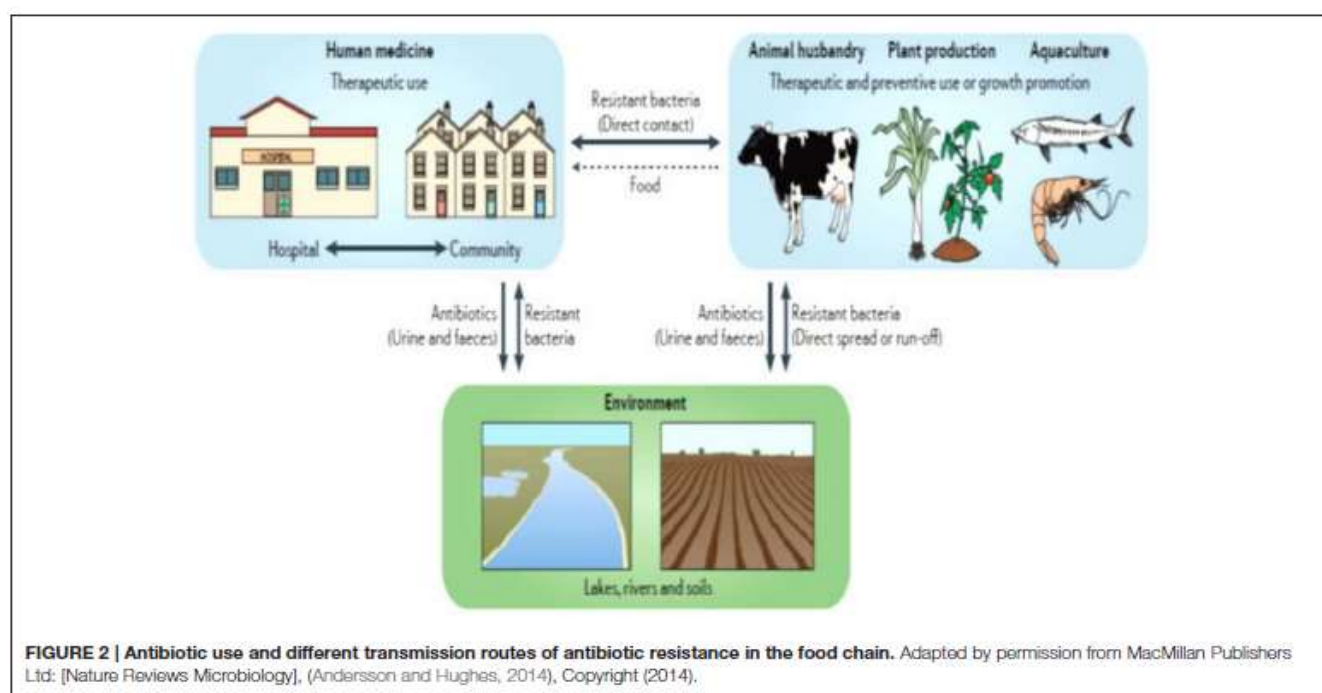 Human medicine
Therapeutic use
HOSPITAL
Hospital
Community
Resistant bacteria
(Direct contact)
Food
Animal husbandry Plant production Aquaculture
Therapeutic and preventive use or growth promotion
Antibiotics
(Urine and faeces)
Resistant
bacteria
Antibiotics
(Urine and faeces)
Resistant bacteria
(Direct spread or run-off)
Environment
Lakes, rivers and soils
FIGURE 2 | Antibiotic use and different transmission routes of antibiotic resistance in the food chain. Adapted by permission from MacMillan Publishers
Ltd: [Nature Reviews Microbiology], (Andersson and Hughes, 2014), Copyright (2014).